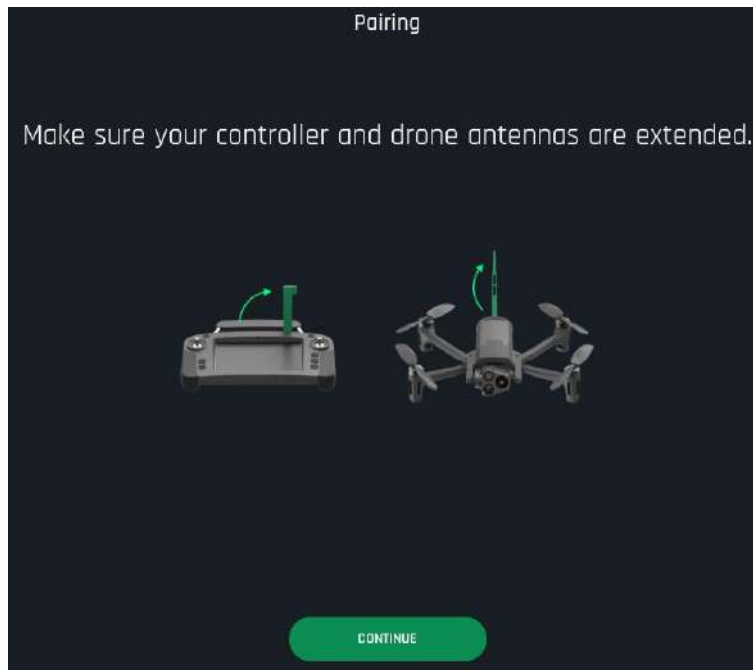 Pairing
Make sure your controller and drone antennas are extended.
CONTINUE